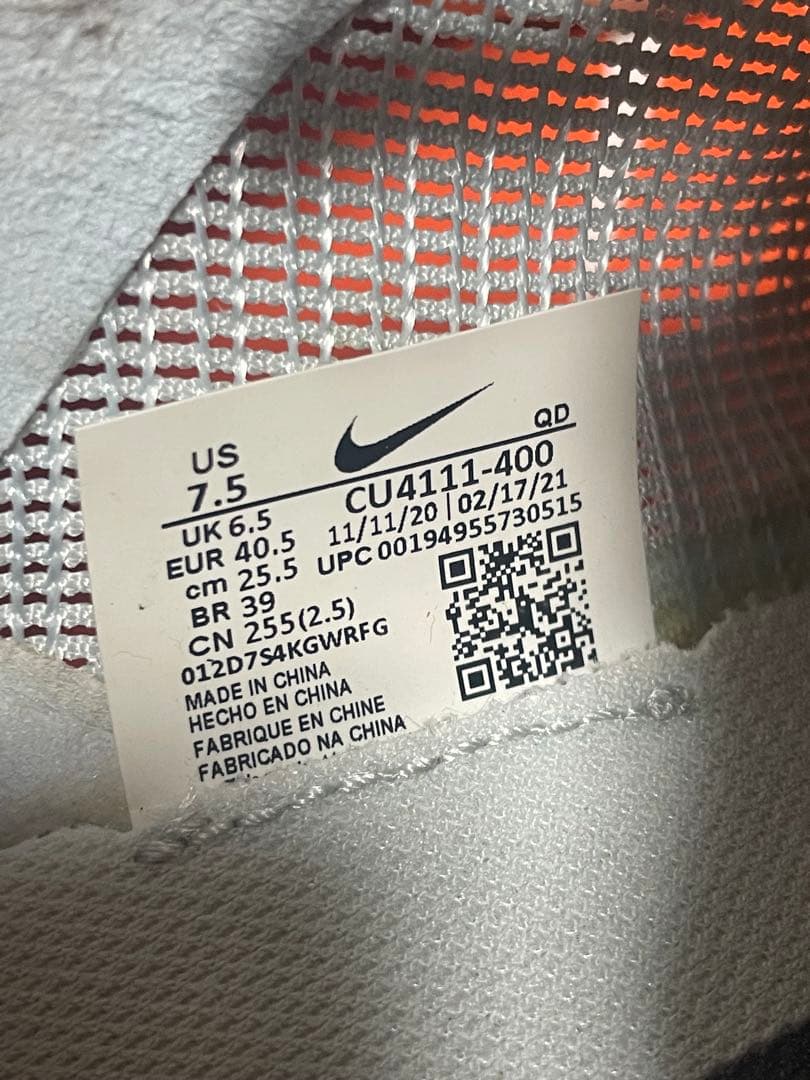 US
7.5
QD
UK 6.5
CU4111-400
EUR 40.5
11/11/20 | 02/17/21
cm 25.5
UPC 00194955730515
BR 39
CN 255(2.5)
012D7S4KGWRFG
MADE IN CHINA
HECHO EN CHINA
FABRIQUE EN CHINE
FABRICADO NA CHINA